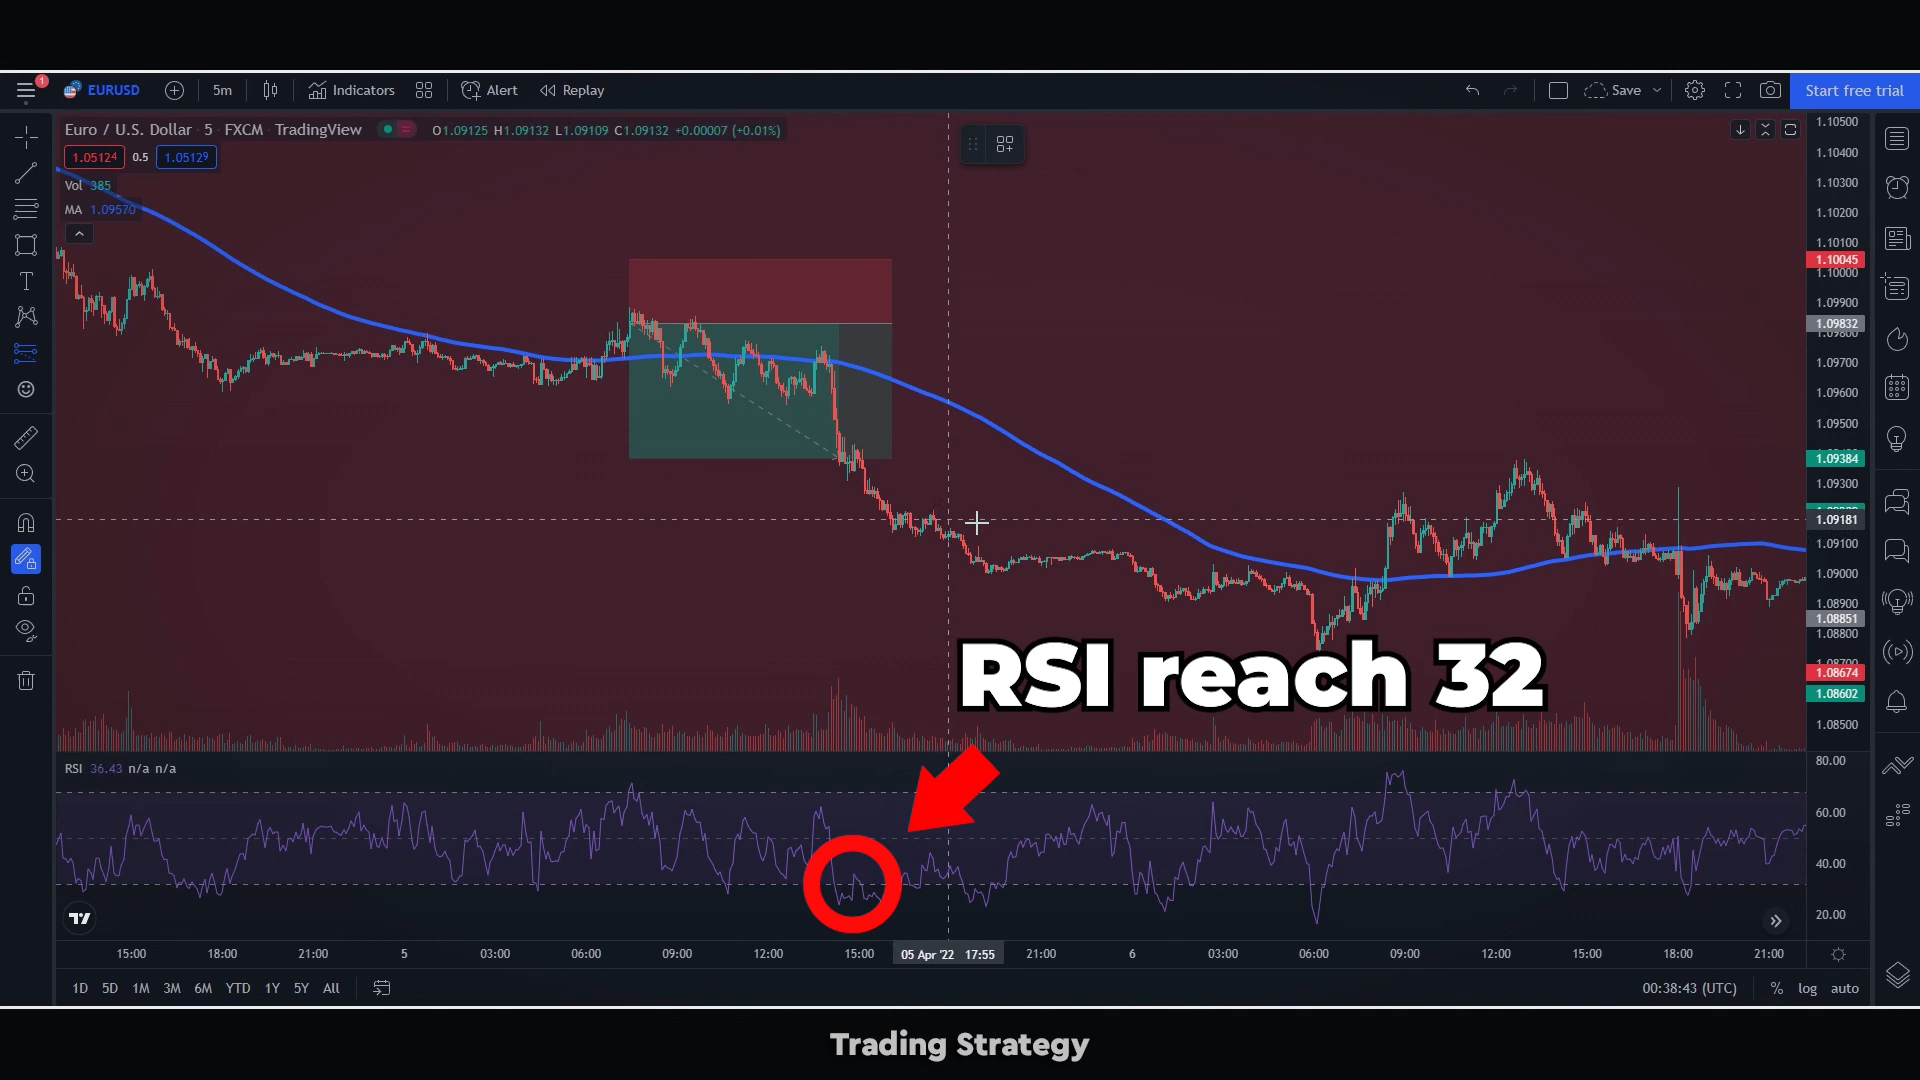 1
EURUSD
5m
Indicators
Alert
Replay
Save
Start free trial
Euro / U.S. Dollar · 5 · FXCM · TradingView
O1.09125 H1.09132 L1.09109 C1.09132 +0.00007 (+0.01%)
1.05124 0.5 1.05129
Vol 385
MA 1.09570
1.10500
1.10400
1.10300
1.10200
1.10100
1.10045
1.10000
1.09900
1.09832
1.09800
1.09700
1.09600
1.09500
1.09384
1.09300
1.09181
1.09100
1.09000
1.08900
1.08851
1.08800
1.08674
1.08602
1.08500
RSI reach 32
RSI 36.43 n/a n/a
80.00
60.00
40.00
20.00
15:00 18:00 21:00 5 03:00 06:00 09:00 12:00 15:00 05 Apr '22 17:55 21:00 6 03:00 06:00 09:00 12:00 15:00 18:00 21:00
1D 5D 1M 3M 6M YTD 1Y 5Y All
00:38:43 (UTC) % log auto
Trading Strategy